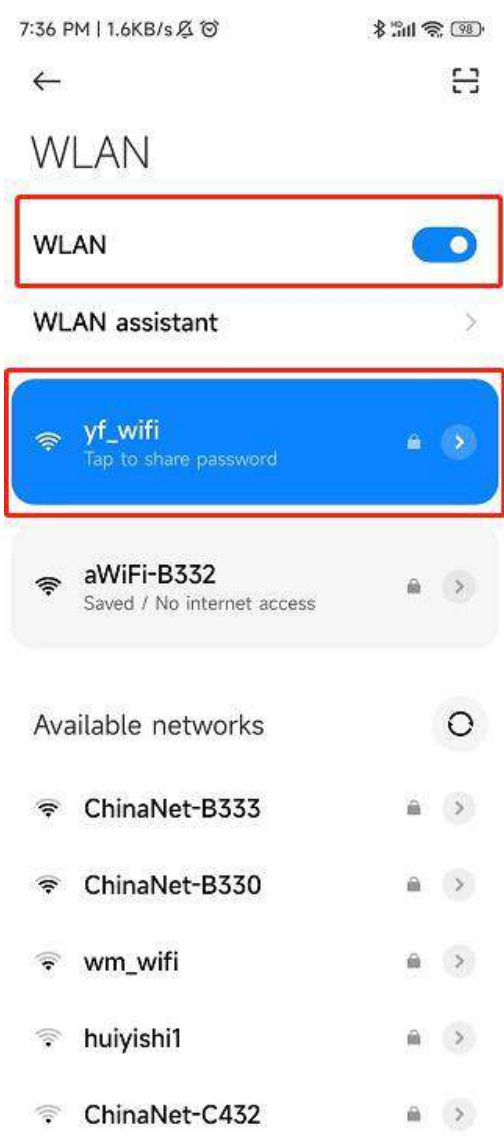 7:36 PM | 1.6KB/s
98
WLAN
WLAN
WLAN assistant
yf_wifi
Tap to share password
aWiFi-B332
Saved / No internet access
Available networks
ChinaNet-B333
ChinaNet-B330
wm_wifi
huiyishi1
ChinaNet-C432